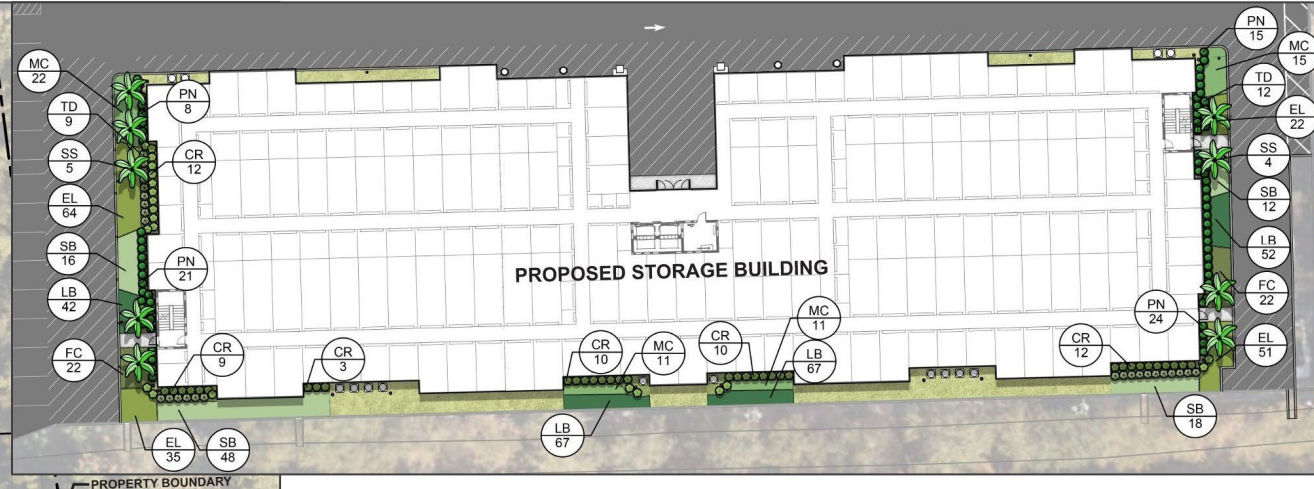 PN
15
MC
15
TD
12
EL
22
SS
4
SB
12
LB
52
FC
22
PN
24
EL
51
MC
22
TD
9
PN
8
SS
5
CR
12
EL
64
SB
16
PN
21
LB
42
FC
22
PROPOSED STORAGE BUILDING
CR
9
CR
3
CR
10
MC
11
CR
10
MC
11
LB
67
CR
12
EL
35
SB
48
LB
67
SB
18
PROPERTY BOUNDARY